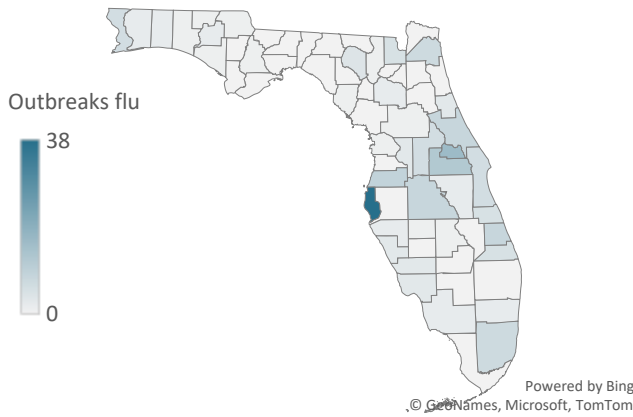 Outbreaks flu
38
0
Powered by Bing
© GeoNames, Microsoft, TomTom